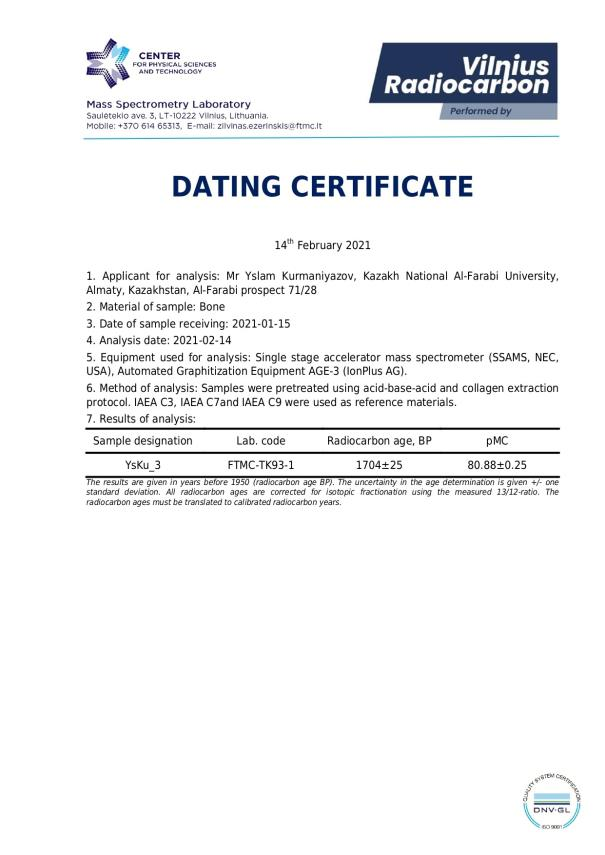 CENTER
FOR PHYSICAL SCIENCES
AND TECHNOLOGY
Vilnius
Radiocarbon
Performed by
Mass Spectrometry Laboratory
Saulėtekio ave. 3, LT-10222 Vilnius, Lithuania.
Mobile: +370 614 65313, E-mail: zilvinas.ezerinskis@ftmc.lt
DATING CERTIFICATE
14th February 2021
1. Applicant for analysis: Mr Yslam Kurmaniyazov, Kazakh National Al-Farabi University,
Almaty, Kazakhstan, Al-Farabi prospect 71/28
2. Material of sample: Bone
3. Date of sample receiving: 2021-01-15
4. Analysis date: 2021-02-14
5. Equipment used for analysis: Single stage accelerator mass spectrometer (SSAMS, NEC,
USA), Automated Graphitization Equipment AGE-3 (IonPlus AG).
6. Method of analysis: Samples were pretreated using acid-base-acid and collagen extraction
protocol. IAEA C3, IAEA C7and IAEA C9 were used as reference materials.
7. Results of analysis:
Sample designation Lab. code Radiocarbon age, BP pMC
YsKu_3 FTMC-TK93-1 1704±25 80.88±0.25
The results are given in years before 1950 (radiocarbon age BP). The uncertainty in the age determination is given +/- one
standard deviation. All radiocarbon ages are corrected for isotopic fractionation using the measured 13/12-ratio. The
radiocarbon ages must be translated to calibrated radiocarbon years.
QUALITY SYSTEM CERTIFICATION
DNV·GL
ISO 9001